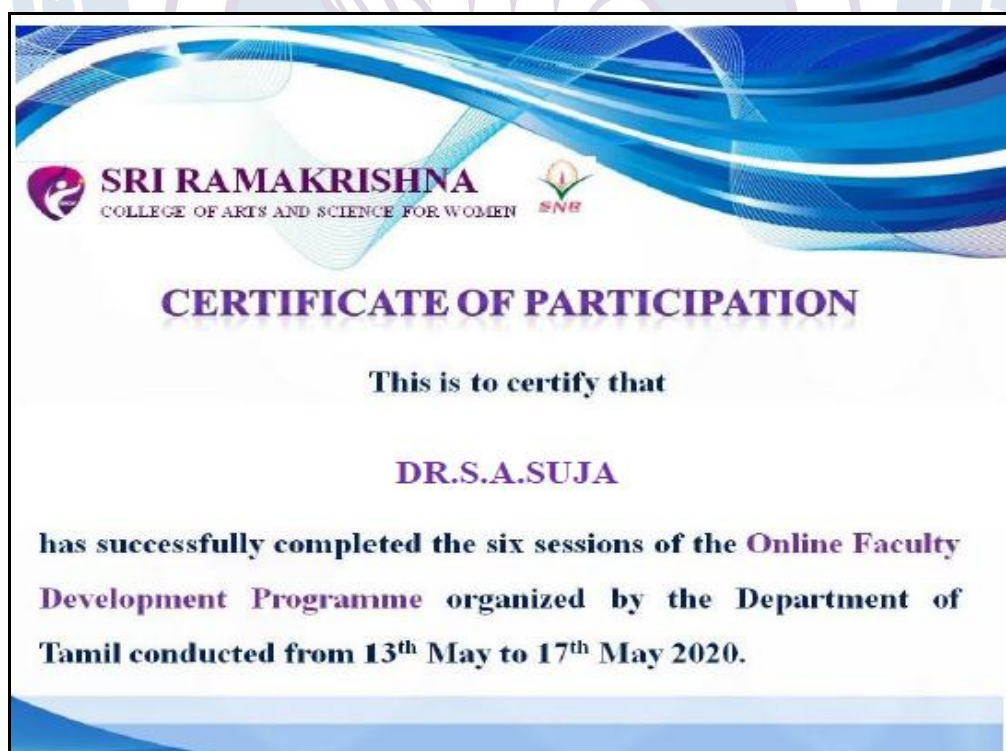 SRI RAMAKRISHNA
COLLEGE OF ARTS AND SCIENCE FOR WOMEN
SNR
CERTIFICATE OF PARTICIPATION
This is to certify that
DR.S.A.SUJA
has successfully completed the six sessions of the Online Faculty
Development Programme organized by the Department of
Tamil conducted from 13th May to 17th May 2020.